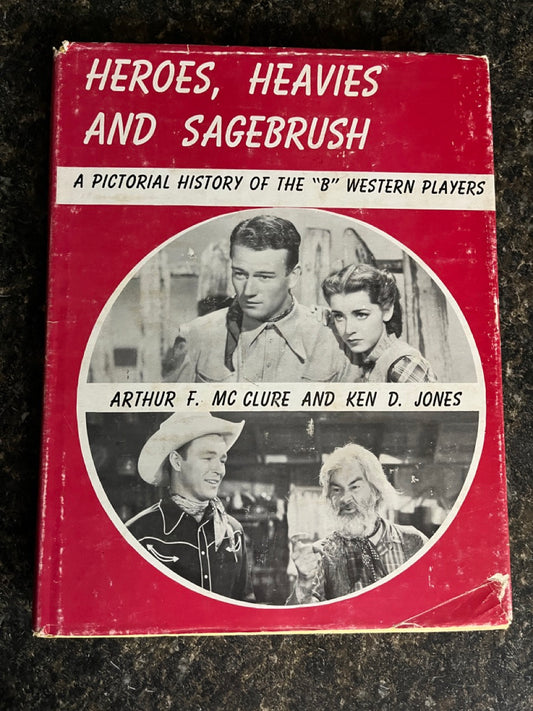 HEROES, HEAVIES
AND SAGEBRUSH
A PICTORIAL HISTORY OF THE "B" WESTERN PLAYERS
ARTHUR F. MC CLURE AND KEN D. JONES